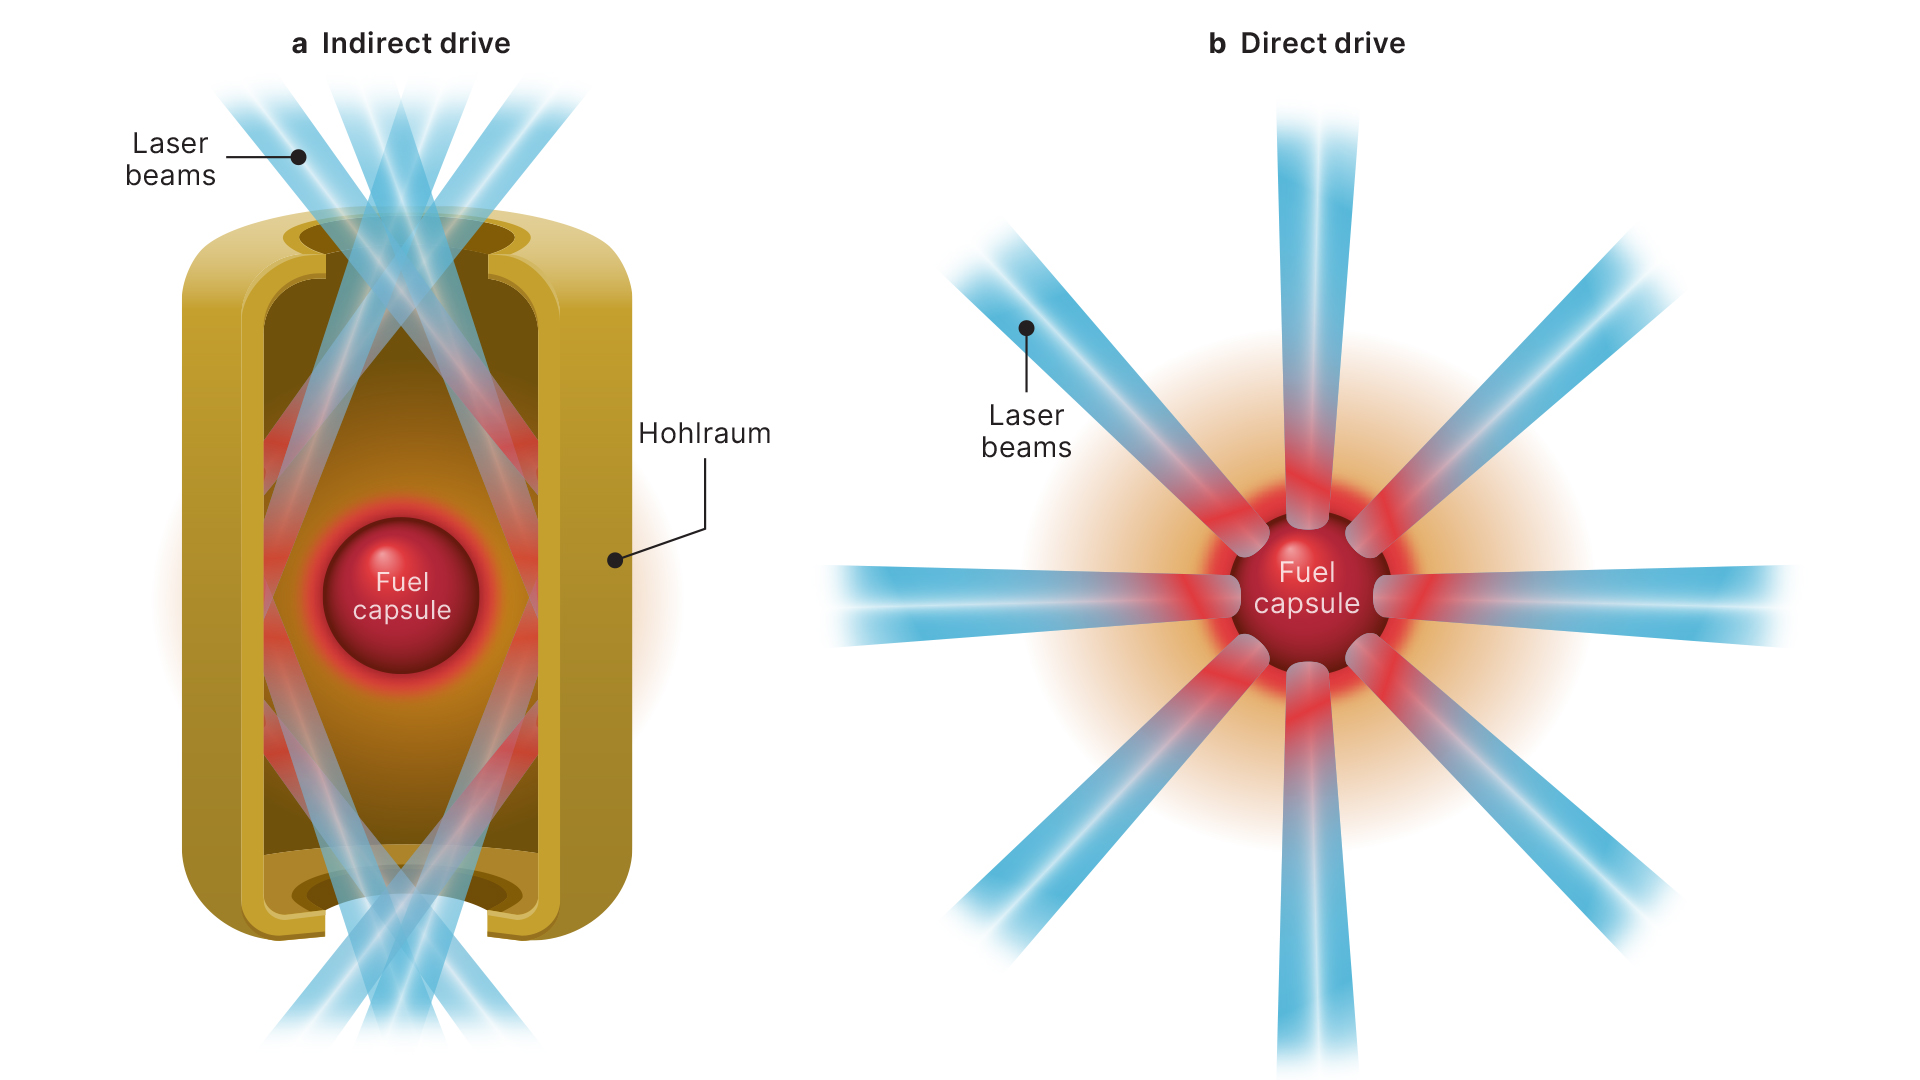 a Indirect drive
Laser
beams
Hohlraum
Fuel
capsule
b Direct drive
Laser
beams
Fuel
capsule